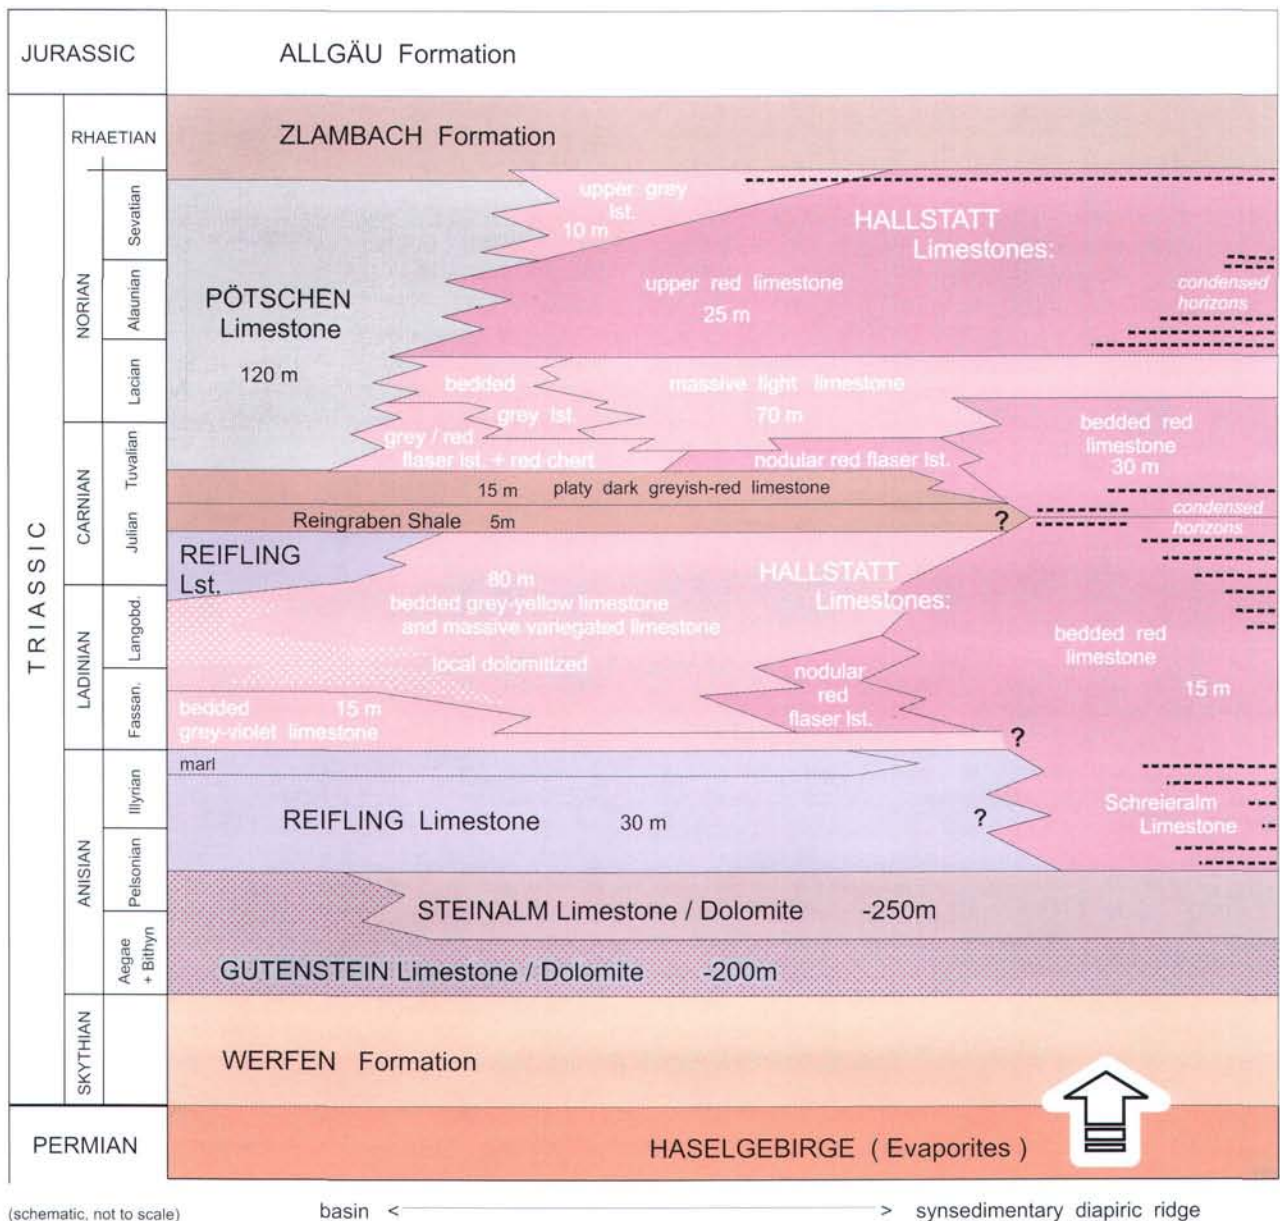 JURASSIC
ALLGÄU Formation
TRIASSIC
RHAETIAN
ZLAMBACH Formation
NORIAN
Sevatian
Alaunian
Lacian
upper grey
lst.
10 m
HALLSTATT
Limestones:
upper red limestone
25 m
condensed
horizons
PÖTSCHEN
Limestone
120 m
bedded
grey lst.
massive light limestone
70 m
grey / red
flaser lst. + red chert
nodular red flaser lst.
bedded red
limestone
30 m
CARNIAN
Tuvalian
Julian
15 m platy dark greyish-red limestone
Reingraben Shale 5m
?
condensed
horizons
REIFLING
Lst.
80 m
bedded grey-yellow limestone
and massive variegated limestone
HALLSTATT
Limestones:
LADINIAN
Langobd.
Fassan.
local dolomitized
bedded red
limestone
15 m
nodular
red
flaser lst.
bedded 15 m
grey-violet limestone
?
ANISIAN
Illyrian
Pelsonian
Aegae
+ Bithyn
marl
REIFLING Limestone 30 m
?
Schreieralm
Limestone
STEINALM Limestone / Dolomite -250m
GUTENSTEIN Limestone / Dolomite -200m
SKYTHIAN
WERFEN Formation
PERMIAN
HASELGEBIRGE ( Evaporites )
(schematic, not to scale)
basin < > synsedimentary diapiric ridge